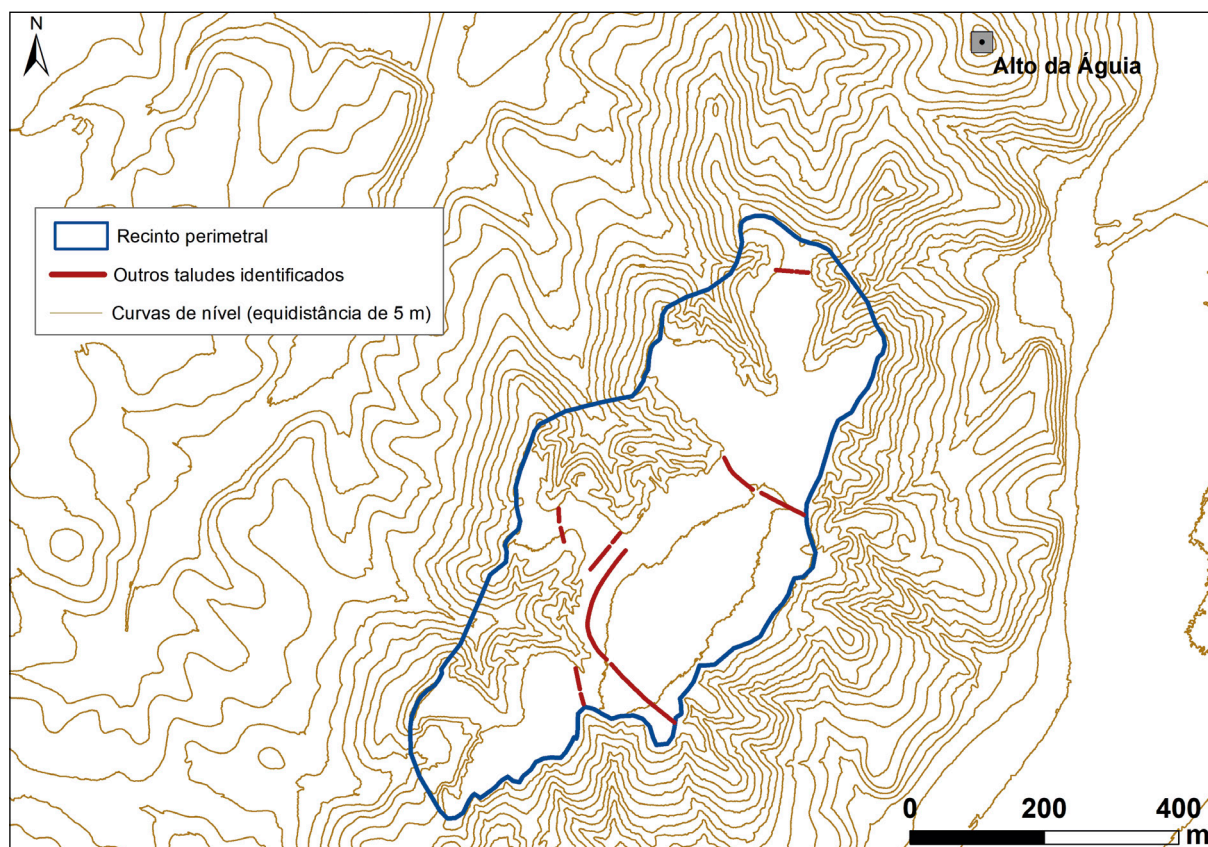 N
Alto da Águia
Recinto perimetral
Outros taludes identificados
Curvas de nível (equidistância de 5 m)
0 200 400
m